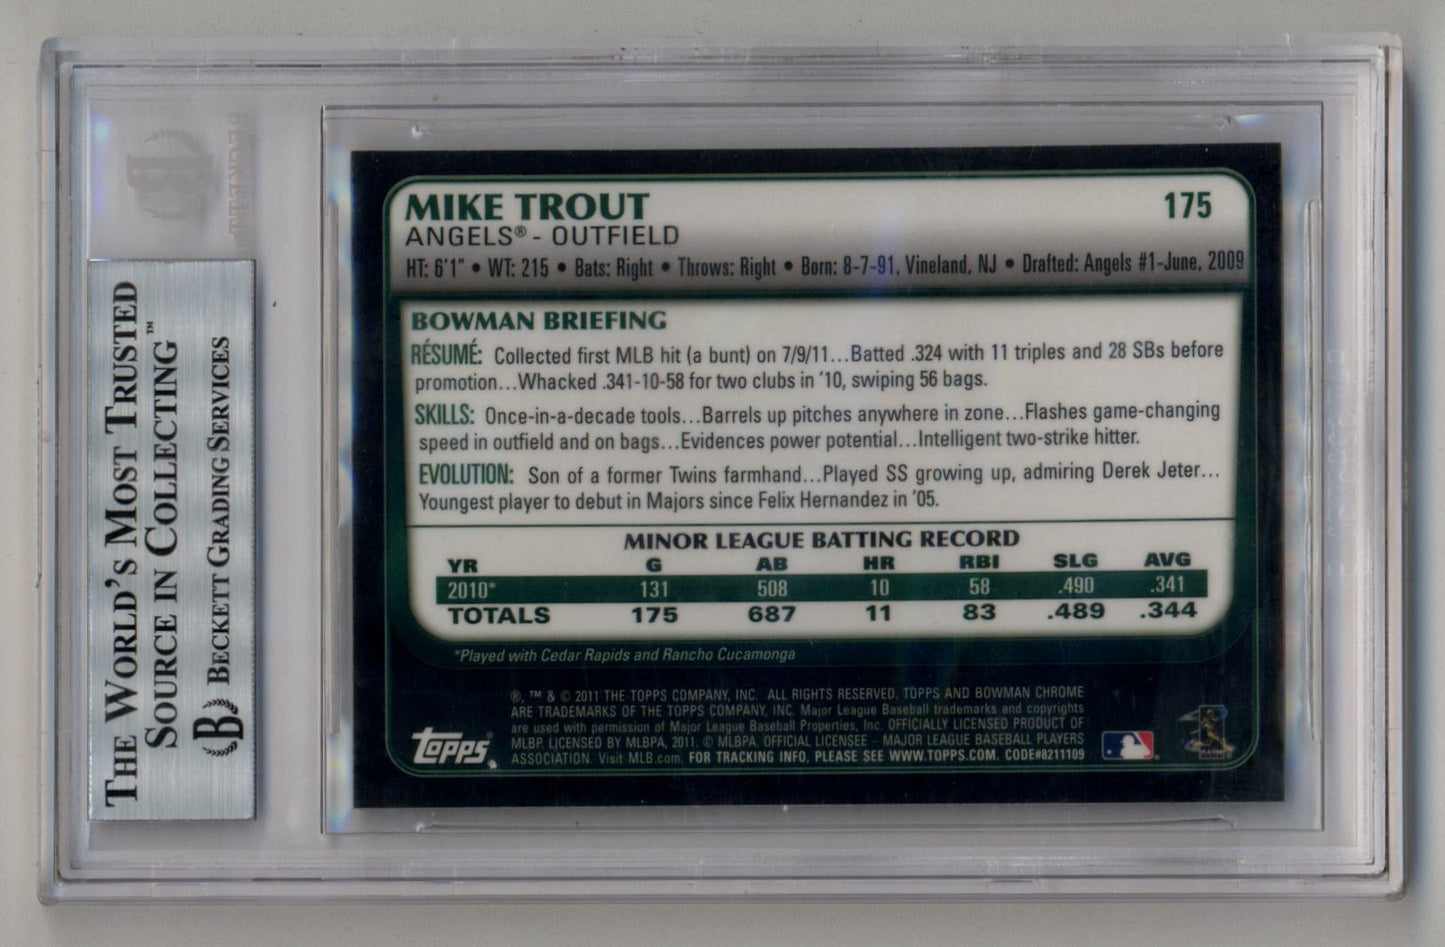 THE WORLD'S MOST TRUSTED
SOURCE IN COLLECTING™
B BECKETT GRADING SERVICES
B
BECKETT
MIKE TROUT 175
ANGELS® - OUTFIELD
HT: 6'1" • WT: 215 • Bats: Right • Throws: Right • Born: 8-7-91, Vineland, NJ • Drafted: Angels #1-June, 2009
BOWMAN BRIEFING
RÉSUMÉ: Collected first MLB hit (a bunt) on 7/9/11...Batted .324 with 11 triples and 28 SBs before
promotion...Whacked .341-10-58 for two clubs in '10, swiping 56 bags.
SKILLS: Once-in-a-decade tools...Barrels up pitches anywhere in zone...Flashes game-changing
speed in outfield and on bags...Evidences power potential...Intelligent two-strike hitter.
EVOLUTION: Son of a former Twins farmhand...Played SS growing up, admiring Derek Jeter...
Youngest player to debut in Majors since Felix Hernandez in '05.
MINOR LEAGUE BATTING RECORD
YR G AB HR RBI SLG AVG
2010* 131 508 10 58 .490 .341
TOTALS 175 687 11 83 .489 .344
*Played with Cedar Rapids and Rancho Cucamonga
®, ™ & © 2011 THE TOPPS COMPANY, INC. ALL RIGHTS RESERVED. TOPPS AND BOWMAN CHROME
ARE TRADEMARKS OF THE TOPPS COMPANY, INC. Major League Baseball trademarks and copyrights
are used with permission of Major League Baseball Properties, Inc. OFFICIALLY LICENSED PRODUCT OF
MLBP. LICENSED BY MLBPA, 2011. © MLBPA. OFFICIAL LICENSEE - MAJOR LEAGUE BASEBALL PLAYERS
ASSOCIATION. Visit MLB.com. FOR TRACKING INFO, PLEASE SEE WWW.TOPPS.COM. CODE#8211109
topps®